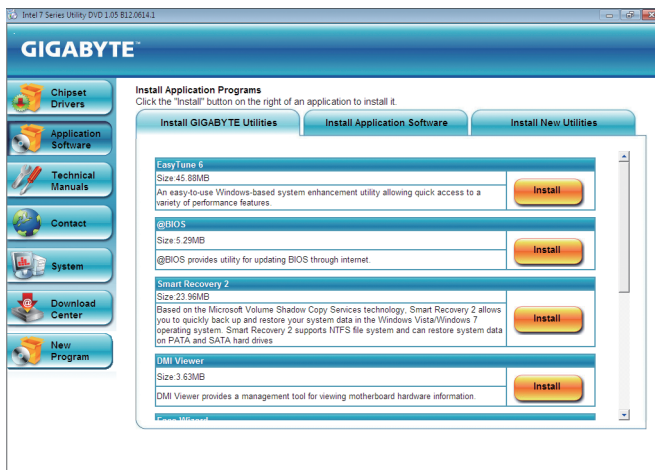 Intel 7 Series Utility DVD 1.05 B12.0614.1
GIGABYTE™
Chipset
Drivers
Application
Software
Technical
Manuals
Contact
System
Download
Center
New
Program
Install Application Programs
Click the "Install" button on the right of an application to install it.
Install GIGABYTE Utilities
Install Application Software
Install New Utilities
EasyTune 6
Size:45.88MB
An easy-to-use Windows-based system enhancement utility allowing quick access to a
variety of performance features.
Install
@BIOS
Size:5.29MB
@BIOS provides utility for updating BIOS through internet.
Install
Smart Recovery 2
Size:23.96MB
Based on the Microsoft Volume Shadow Copy Services technology, Smart Recovery 2 allows
you to quickly back up and restore your system data in the Windows Vista/Windows 7
operating system. Smart Recovery 2 supports NTFS file system and can restore system data
on PATA and SATA hard drives
Install
DMI Viewer
Size:3.63MB
DMI Viewer provides a management tool for viewing motherboard hardware information.
Install